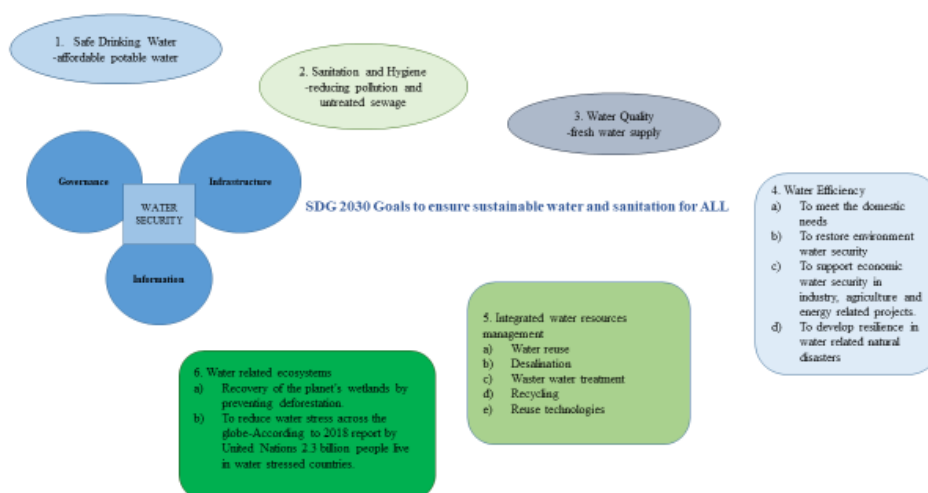 1. Safe Drinking Water
-affordable potable water
2. Sanitation and Hygiene
-reducing pollution and
untreated sewage
3. Water Quality
-fresh water supply
Governance
Infrastructure
WATER
SECURITY
Information
SDG 2030 Goals to ensure sustainable water and sanitation for ALL
4. Water Efficiency
a) To meet the domestic
needs
b) To restore environment
water security
c) To support economic
water security in
industry, agriculture and
energy related projects.
d) To develop resilience in
water related natural
disasters
5. Integrated water resources
management
a) Water reuse
b) Desalination
c) Waster water treatment
d) Recycling
e) Reuse technologies
6. Water related ecosystems
a) Recovery of the planet's wetlands by
preventing deforestation.
b) To reduce water stress across the
globe-According to 2018 report by
United Nations 2.3 billion people live
in water stressed countries.